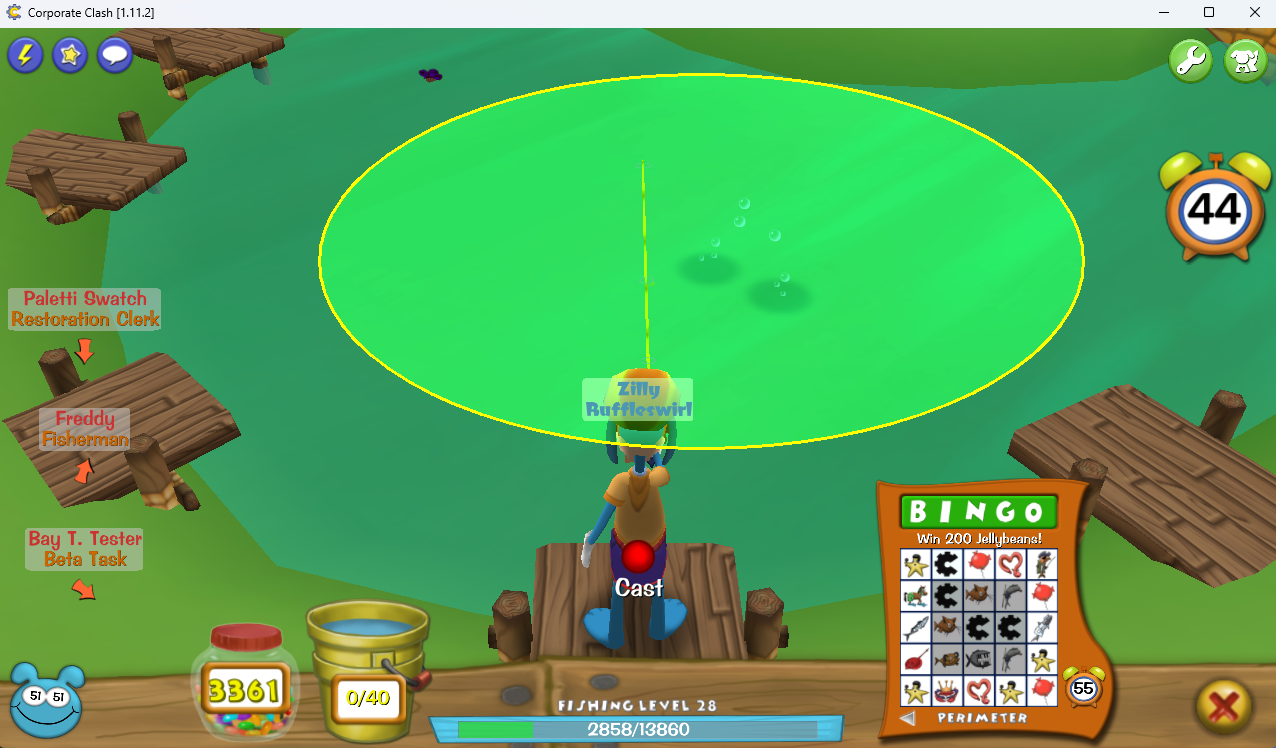 Corporate Clash [1.11.2]
44
Paletti Swatch
Restoration Clerk
Zilly
Ruffleswirl
Freddy
Fisherman
BINGO
Win 200 Jellybeans!
Bay T. Tester
Beta Task
Cast
51 51
3361
0/40
FISHING LEVEL 28
2858/13860
55
PERIMETER